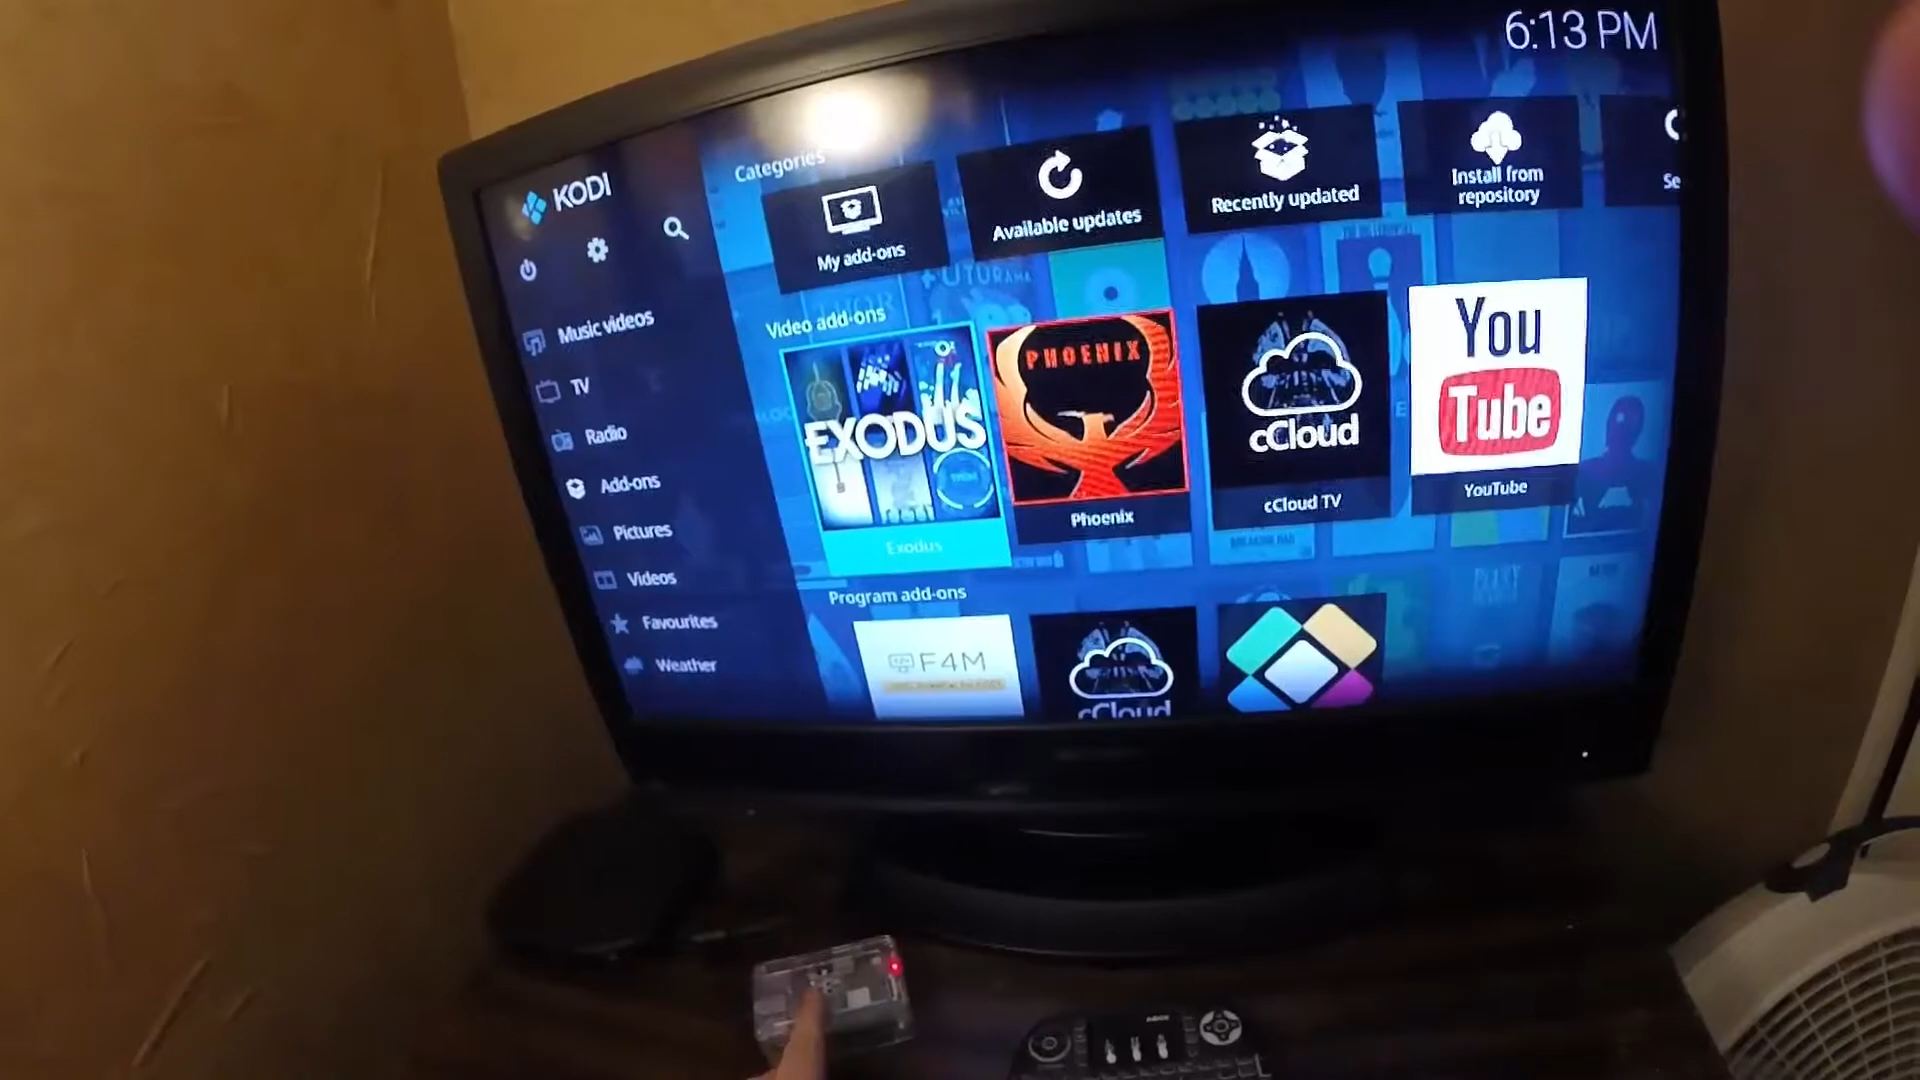 6:13 PM
KODI
Categories
My add-ons
Available updates
Recently updated
Install from
repository
Se
Music videos
TV
Radio
Add-ons
Pictures
Videos
Favourites
Weather
Video add-ons
EXODUS
Exodus
PHOENIX
Phoenix
cCloud
cCloud TV
You
Tube
YouTube
Program add-ons
F4M
cCloud